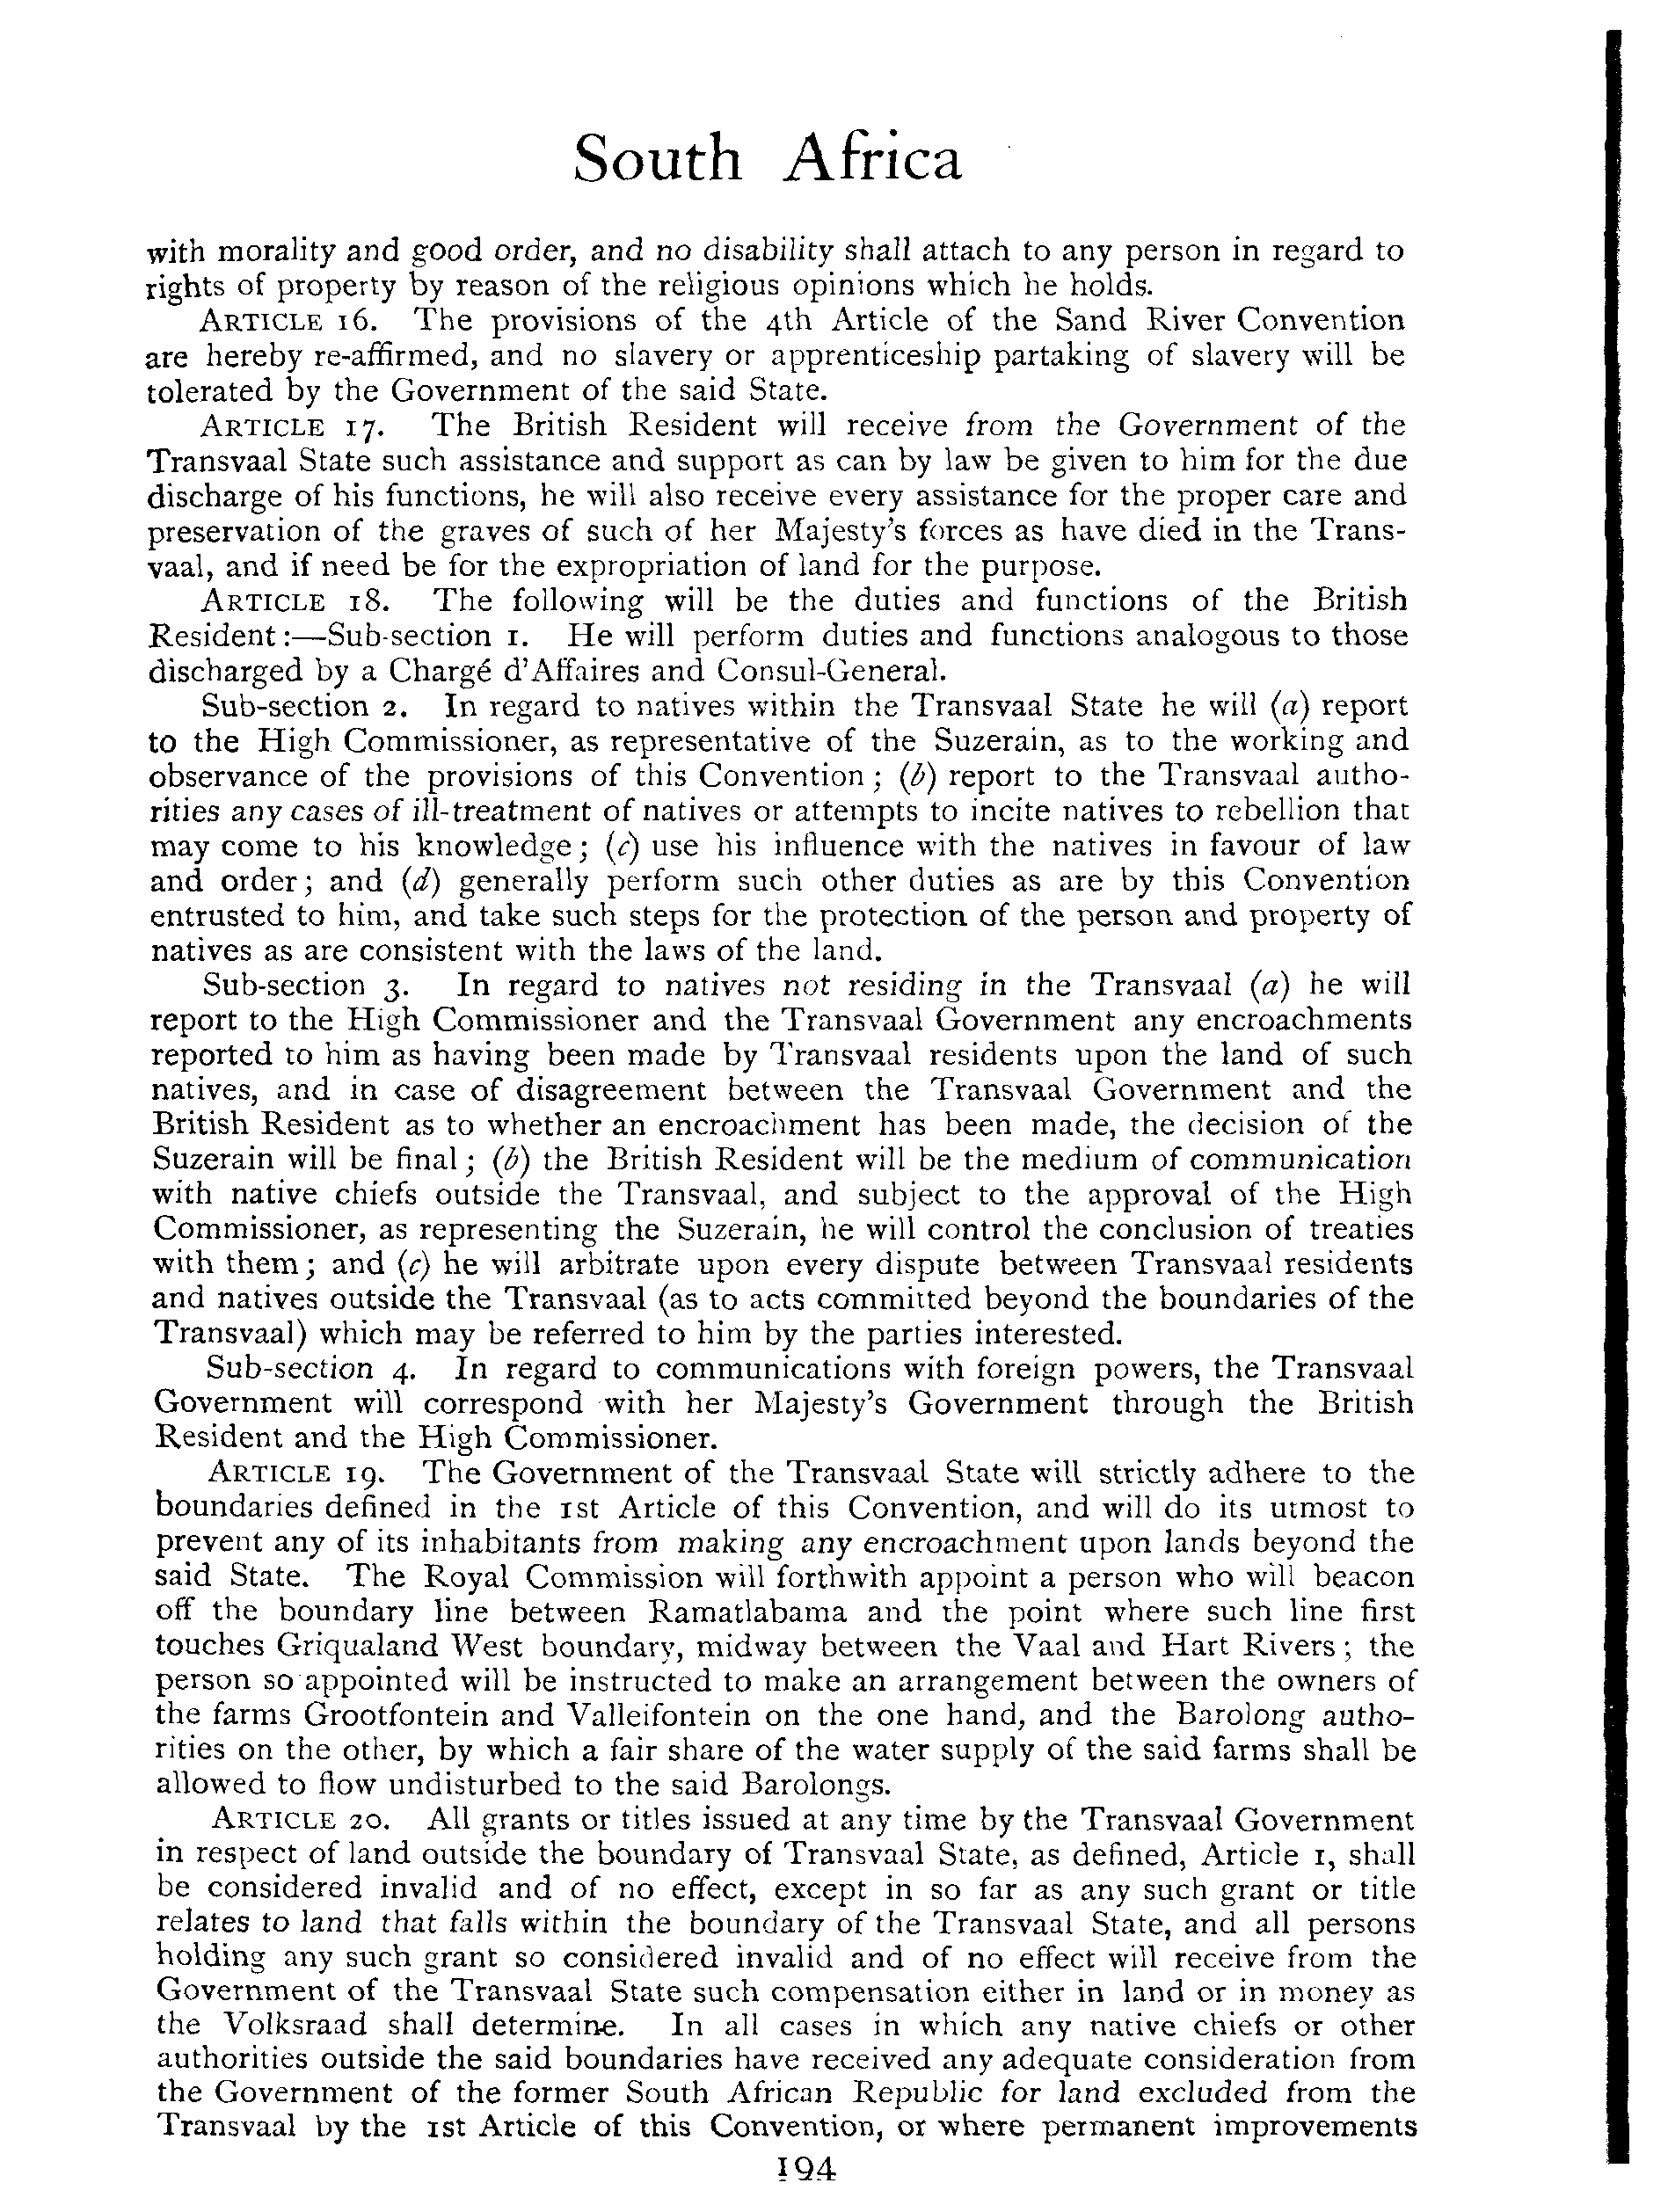 South Africa
with morality and good order, and no disability shall attach to any person in regard to
rights of property by reason of the religious opinions which he holds.
ARTICLE 16. The provisions of the 4th Article of the Sand River Convention
are hereby re-affirmed, and no slavery or apprenticeship partaking of slavery will be
tolerated by the Government of the said State.
ARTICLE 17. The British Resident will receive from the Government of the
Transvaal State such assistance and support as can by law be given to him for the due
discharge of his functions, he will also receive every assistance for the proper care and
preservation of the graves of such of her Majesty's forces as have died in the Trans-
vaal, and if need be for the expropriation of land for the purpose.
ARTICLE 18. The following will be the duties and functions of the British
Resident:—Sub-section 1. He will perform duties and functions analogous to those
discharged by a Chargé d'Affaires and Consul-General.
Sub-section 2. In regard to natives within the Transvaal State he will (a) report
to the High Commissioner, as representative of the Suzerain, as to the working and
observance of the provisions of this Convention; (b) report to the Transvaal autho-
rities any cases of ill-treatment of natives or attempts to incite natives to rebellion that
may come to his knowledge; (c) use his influence with the natives in favour of law
and order; and (d) generally perform such other duties as are by this Convention
entrusted to him, and take such steps for the protection of the person and property of
natives as are consistent with the laws of the land.
Sub-section 3. In regard to natives not residing in the Transvaal (a) he will
report to the High Commissioner and the Transvaal Government any encroachments
reported to him as having been made by Transvaal residents upon the land of such
natives, and in case of disagreement between the Transvaal Government and the
British Resident as to whether an encroachment has been made, the decision of the
Suzerain will be final; (b) the British Resident will be the medium of communication
with native chiefs outside the Transvaal, and subject to the approval of the High
Commissioner, as representing the Suzerain, he will control the conclusion of treaties
with them; and (c) he will arbitrate upon every dispute between Transvaal residents
and natives outside the Transvaal (as to acts committed beyond the boundaries of the
Transvaal) which may be referred to him by the parties interested.
Sub-section 4. In regard to communications with foreign powers, the Transvaal
Government will correspond with her Majesty's Government through the British
Resident and the High Commissioner.
ARTICLE 19. The Government of the Transvaal State will strictly adhere to the
boundaries defined in the 1st Article of this Convention, and will do its utmost to
prevent any of its inhabitants from making any encroachment upon lands beyond the
said State. The Royal Commission will forthwith appoint a person who will beacon
off the boundary line between Ramatlabama and the point where such line first
touches Griqualand West boundary, midway between the Vaal and Hart Rivers; the
person so appointed will be instructed to make an arrangement between the owners of
the farms Grootfontein and Valleifontein on the one hand, and the Barolong autho-
rities on the other, by which a fair share of the water supply of the said farms shall be
allowed to flow undisturbed to the said Barolongs.
ARTICLE 20. All grants or titles issued at any time by the Transvaal Government
in respect of land outside the boundary of Transvaal State, as defined, Article 1, shall
be considered invalid and of no effect, except in so far as any such grant or title
relates to land that falls within the boundary of the Transvaal State, and all persons
holding any such grant so considered invalid and of no effect will receive from the
Government of the Transvaal State such compensation either in land or in money as
the Volksraad shall determine. In all cases in which any native chiefs or other
authorities outside the said boundaries have received any adequate consideration from
the Government of the former South African Republic for land excluded from the
Transvaal by the 1st Article of this Convention, or where permanent improvements
194